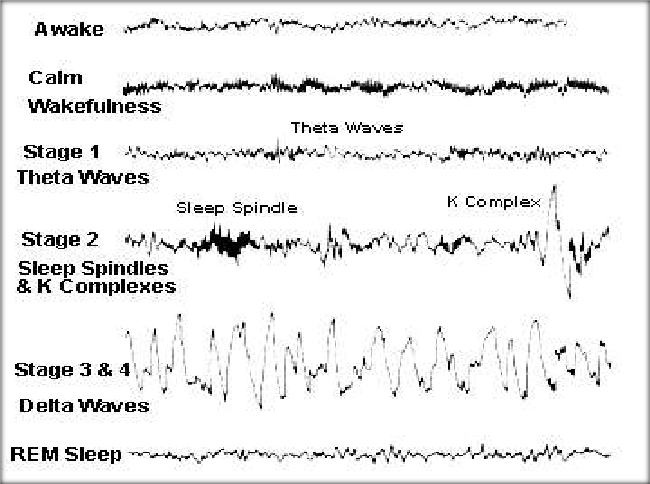 Awake
Calm
Wakefulness
Theta Waves
Stage 1
Theta Waves
Sleep Spindle
K Complex
Stage 2
Sleep Spindles
& K Complexes
Stage 3 & 4
Delta Waves
REM Sleep